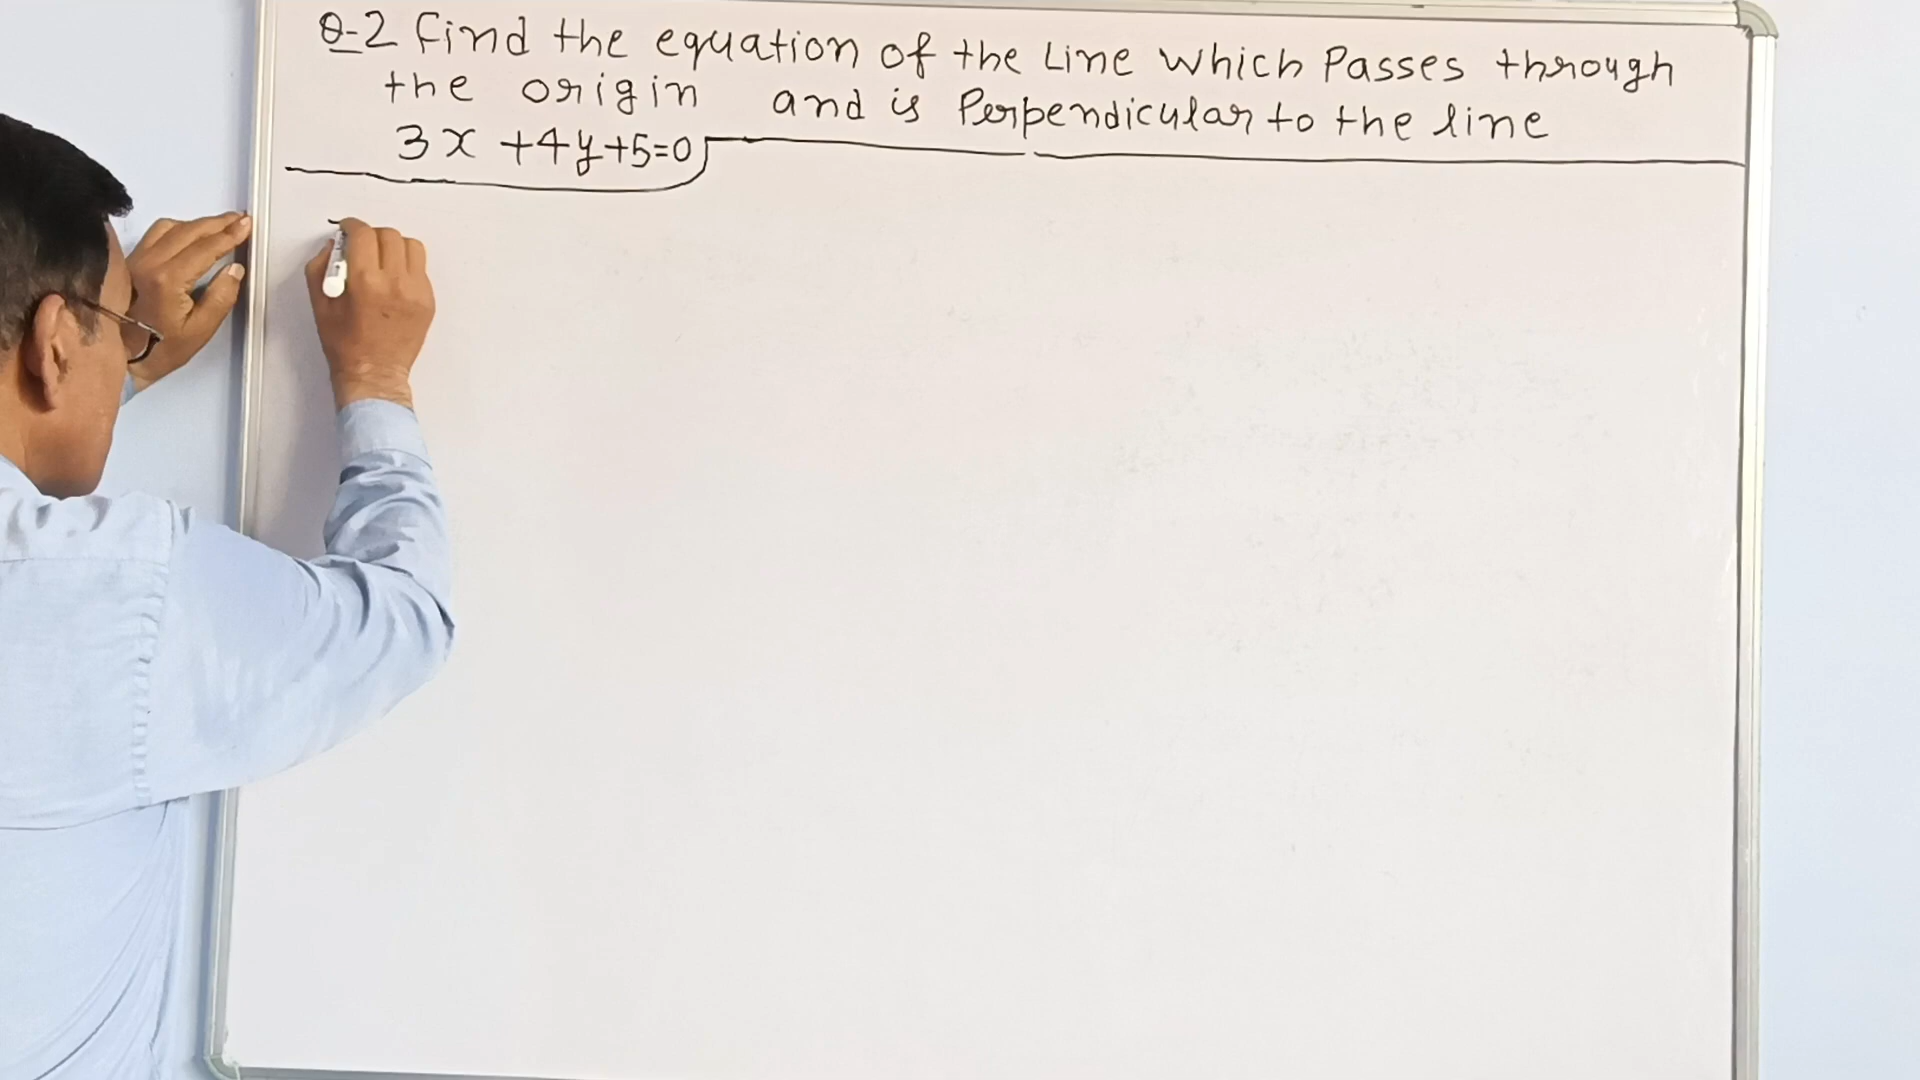 Q-2 Find the equation of the Line which Passes through
the origin and is Perpendicular to the line
3x +4y+5=0